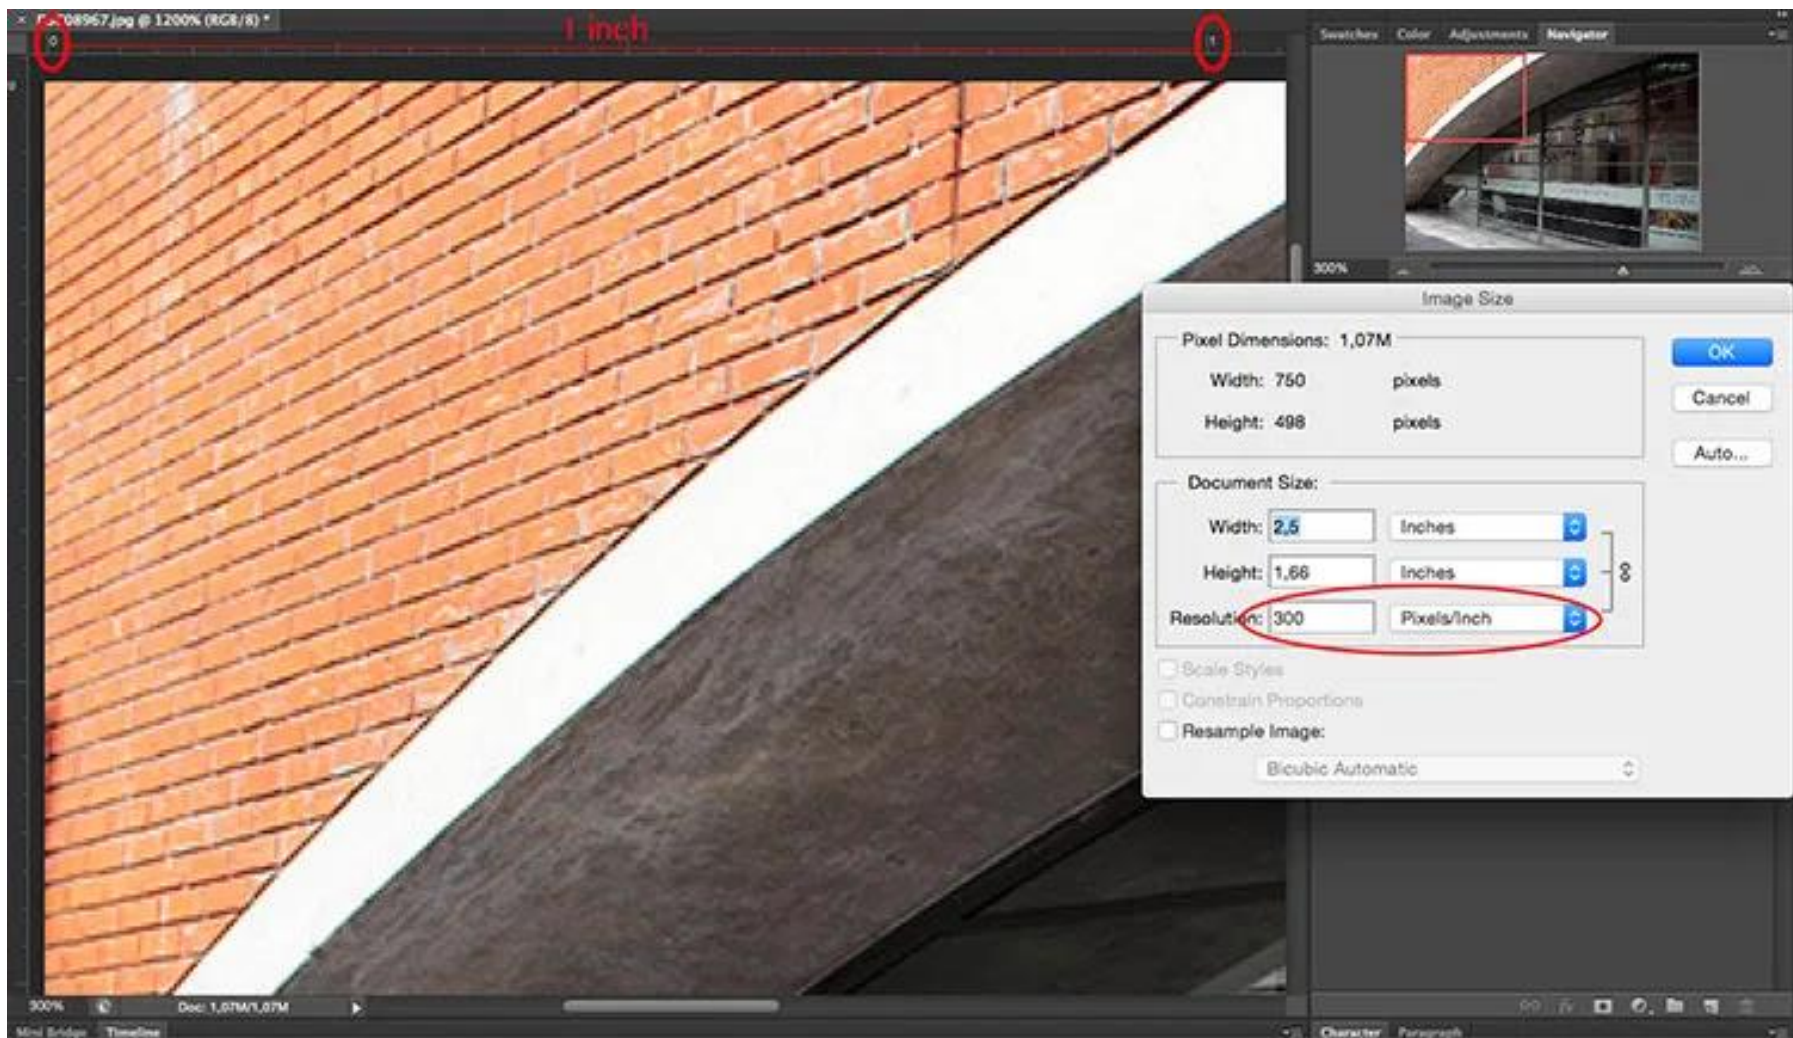 × DSC08967.jpg @ 1200% (RGB/8) *
0
1 inch
1
Swatches Color Adjustments Navigator
300%
Image Size
Pixel Dimensions: 1,07M
Width: 750 pixels
Height: 498 pixels
OK
Cancel
Auto...
Document Size:
Width: 2,5 Inches
Height: 1,66 Inches
Resolution: 300 Pixels/Inch
Scale Styles
Constrain Proportions
Resample Image:
Bicubic Automatic
300% Doc: 1,07M/1,07M
Mini Bridge Timeline
Character Paragraph